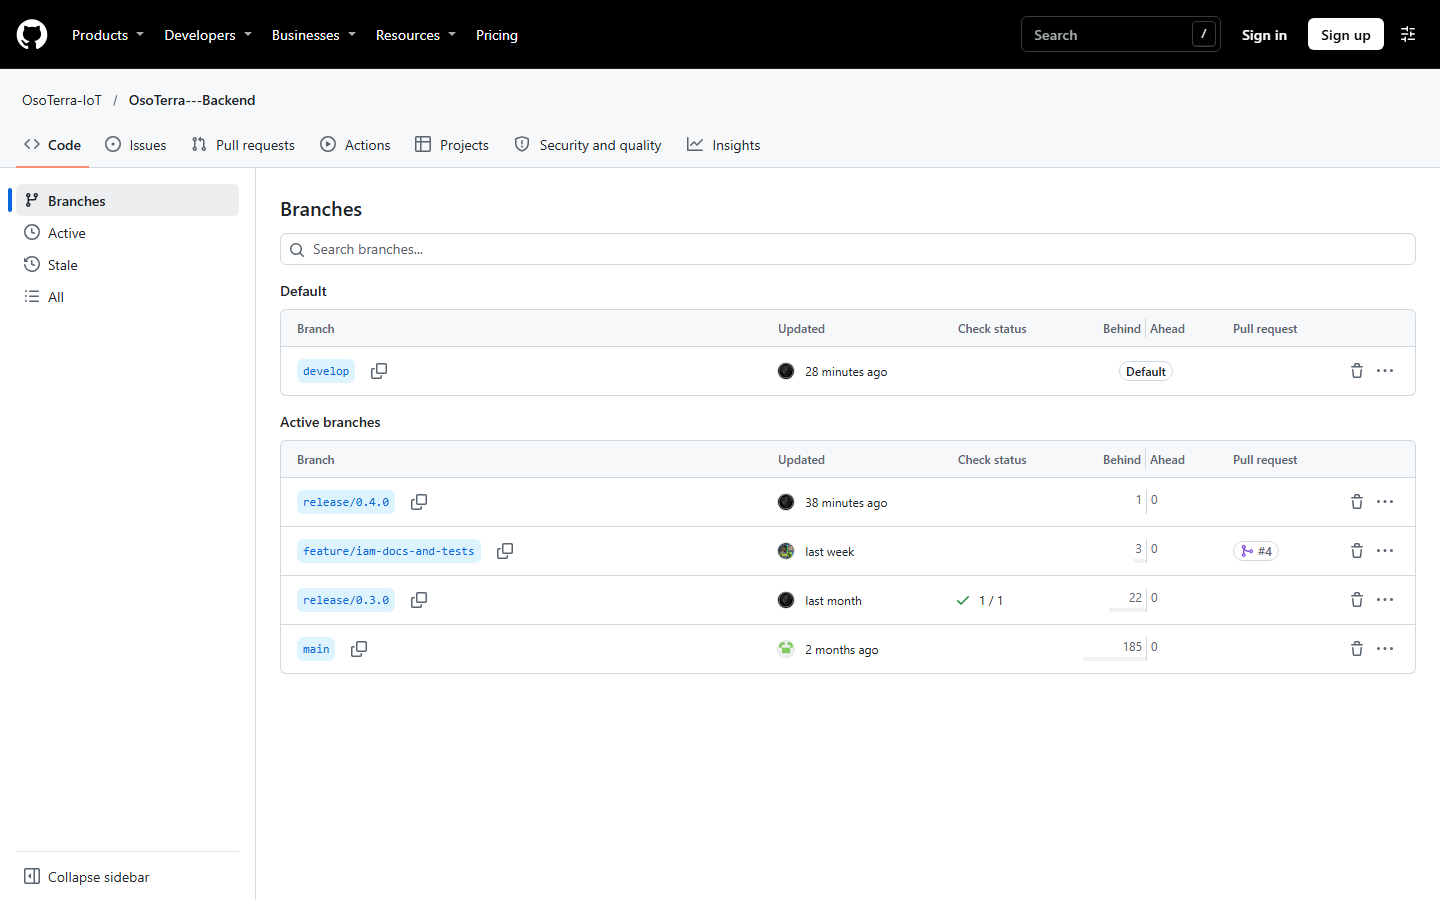 Products Developers Businesses Resources Pricing Search / Sign in Sign up
OsoTerra-IoT / OsoTerra---Backend
Code Issues Pull requests Actions Projects Security and quality Insights
Branches
Active
Stale
All
Collapse sidebar
Branches
Search branches...
Default
Branch Updated Check status Behind Ahead Pull request
develop 28 minutes ago Default
Active branches
Branch Updated Check status Behind Ahead Pull request
release/0.4.0 38 minutes ago 1 0
feature/iam-docs-and-tests last week 3 0 #4
release/0.3.0 last month 1 / 1 22 0
main 2 months ago 185 0